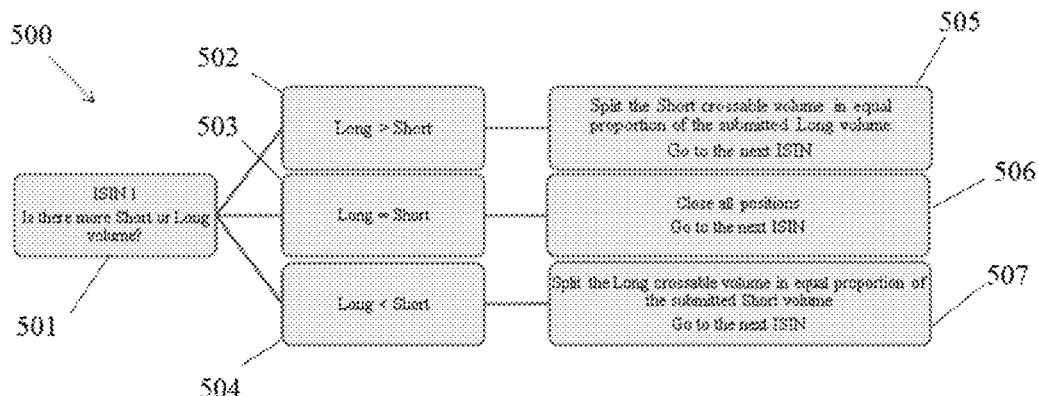 500
502
503
505
Long > Short
Split the Short crossable volume in equal
proportion of the submitted Long volume
Go to the next ISIN
ISIN 1
Is there more Short or Long
volume?
501
Long = Short
Close all positions
Go to the next ISIN
506
Long < Short
Split the Long crossable volume in equal proportion of
the submitted Short volume
Go to the next ISIN
507
504